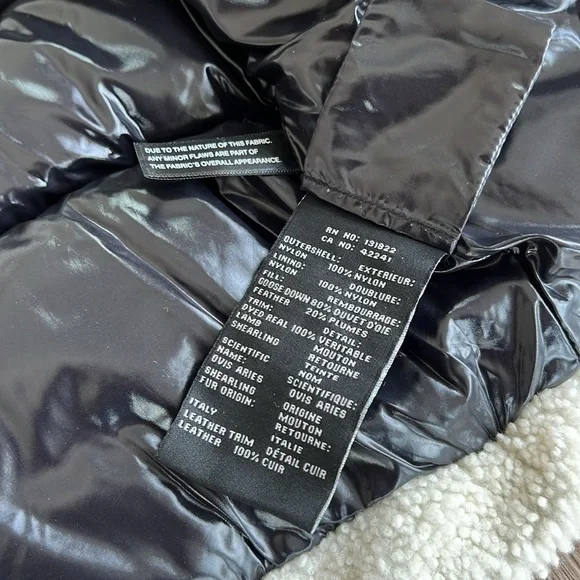 DUE TO THE NATURE OF THIS FABRIC.
ANY MINOR FLAWS ARE PART OF
THE FABRIC'S OVERALL APPEARANCE.
RN NO: 131922
CA NO: 42241
OUTERSHELL: EXTERIEUR:
NYLON 100% NYLON
LINING: DOUBLURE:
NYLON 100% NYLON
FILL: REMBOURRAGE:
GOOSE DOWN 80% DUVET D'OIE
FEATHER 20% PLUMES
TRIM: DÉTAIL:
DYED REAL 100% VERITABLE
LAMB MOUTON
SHEARLING RETOURNE
TEINTE
SCIENTIFIC NOM
NAME: SCIENTIFIQUE:
OVIS ARIES OVIS ARIES
SHEARLING ORIGINE
FUR ORIGIN: MOUTON
RETOURNE:
ITALY ITALIE
LEATHER TRIM DÉTAIL CUIR
LEATHER 100% CUIR